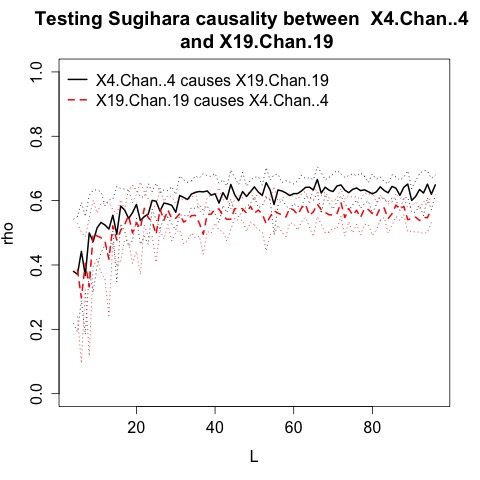 Testing Sugihara causality between  X4.Chan..4
and X19.Chan.19
X4.Chan..4 causes X19.Chan.19
X19.Chan.19 causes X4.Chan..4
rho
1.0
0.8
0.6
0.4
0.2
0.0
20 40 60 80
L